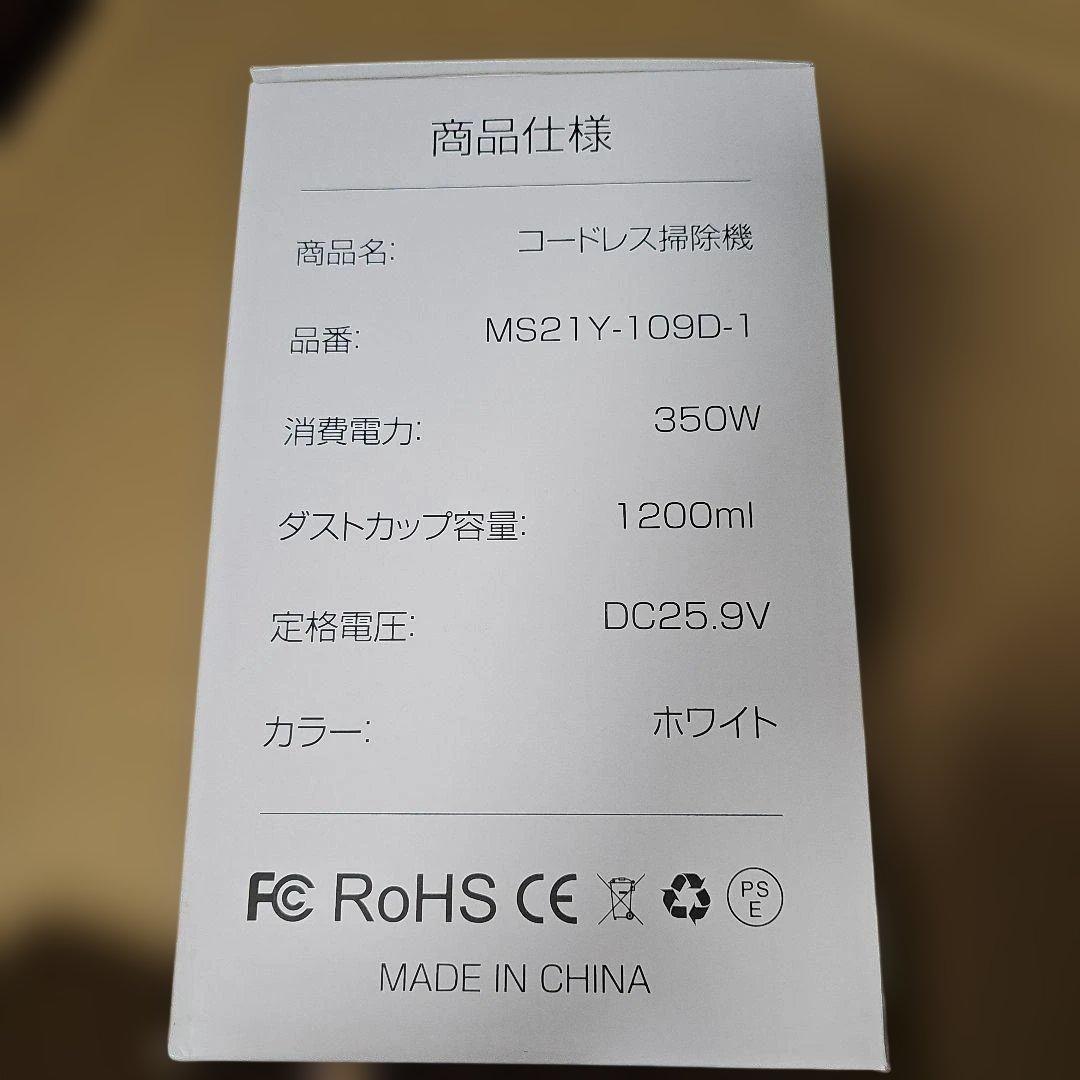 商品仕様
商品名: コードレス掃除機
品番: MS21Y-109D-1
消費電力: 350W
ダストカップ容量: 1200ml
定格電圧: DC25.9V
カラー: ホワイト
FC RoHS CE PS E
MADE IN CHINA